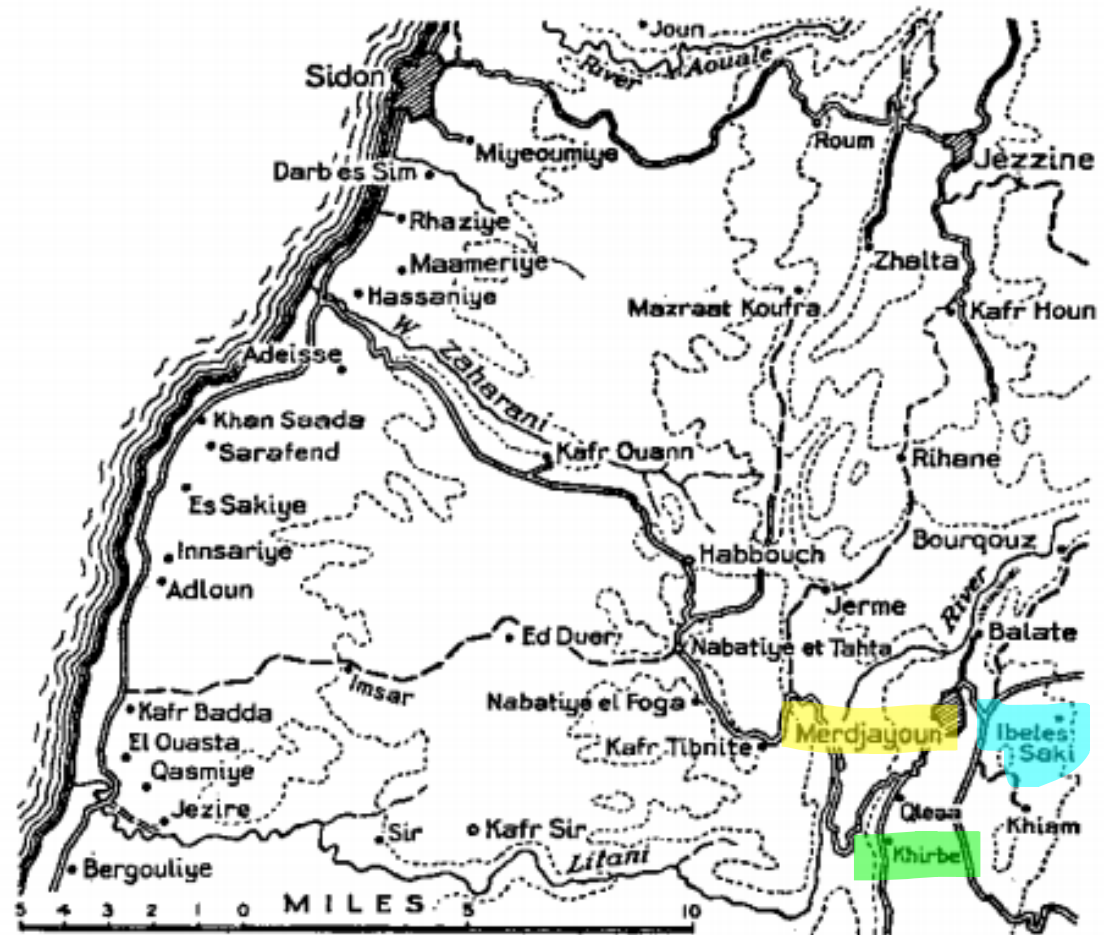 Joun
River Aouale
Sidon
Roum
Miyeoumiye
Jezzine
Darb es Sim
Rhaziye
Zhalta
Maameriye
Hassaniye
Mazraat Koufra
Kafr Houn
W. Zaharani
Adeisse
Khan Saada
Sarafend
Kafr Ouann
Rihane
Es Sakiye
Innsariye
Habbouch
Bourqouz
Adloun
Jerme
River
Ed Duer
Nabatiye et Tahta
Balate
Imsar
Nabatiye el Foga
Kafr Badda
Merdjayoun
Ibeles
Saki
El Ouasta
Kafr Tibnite
Qasmiye
Jezire
Qleaa
Khiam
Sir
Kafr Sir
Khirbe
Litani
Bergouliye
MILES
5 4 3 2 1 0 5 10